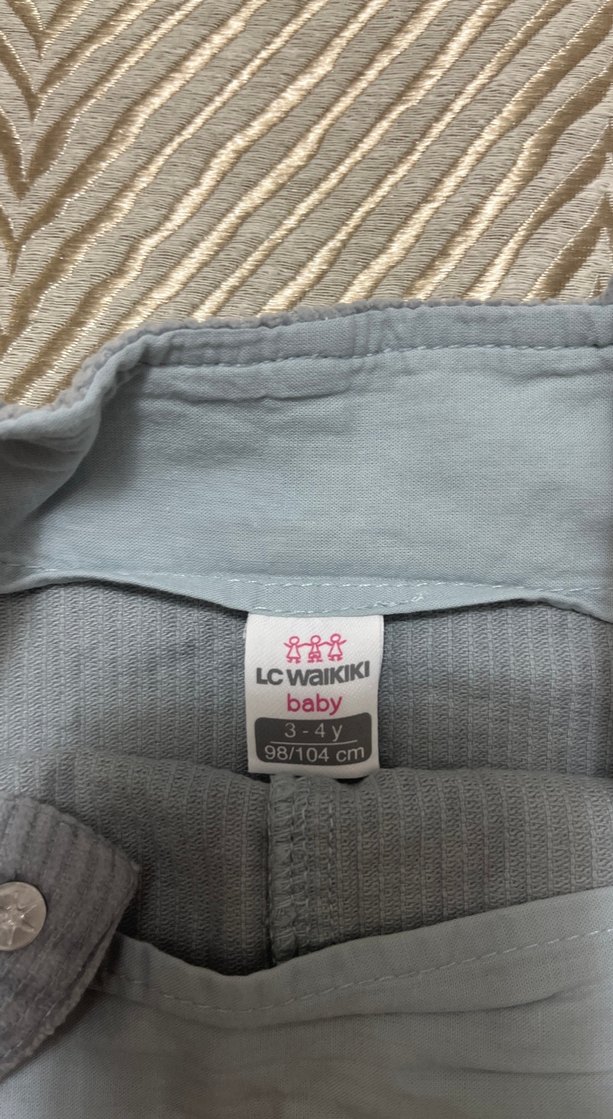 LC WAIKIKI
baby
3 - 4 y
98/104 cm